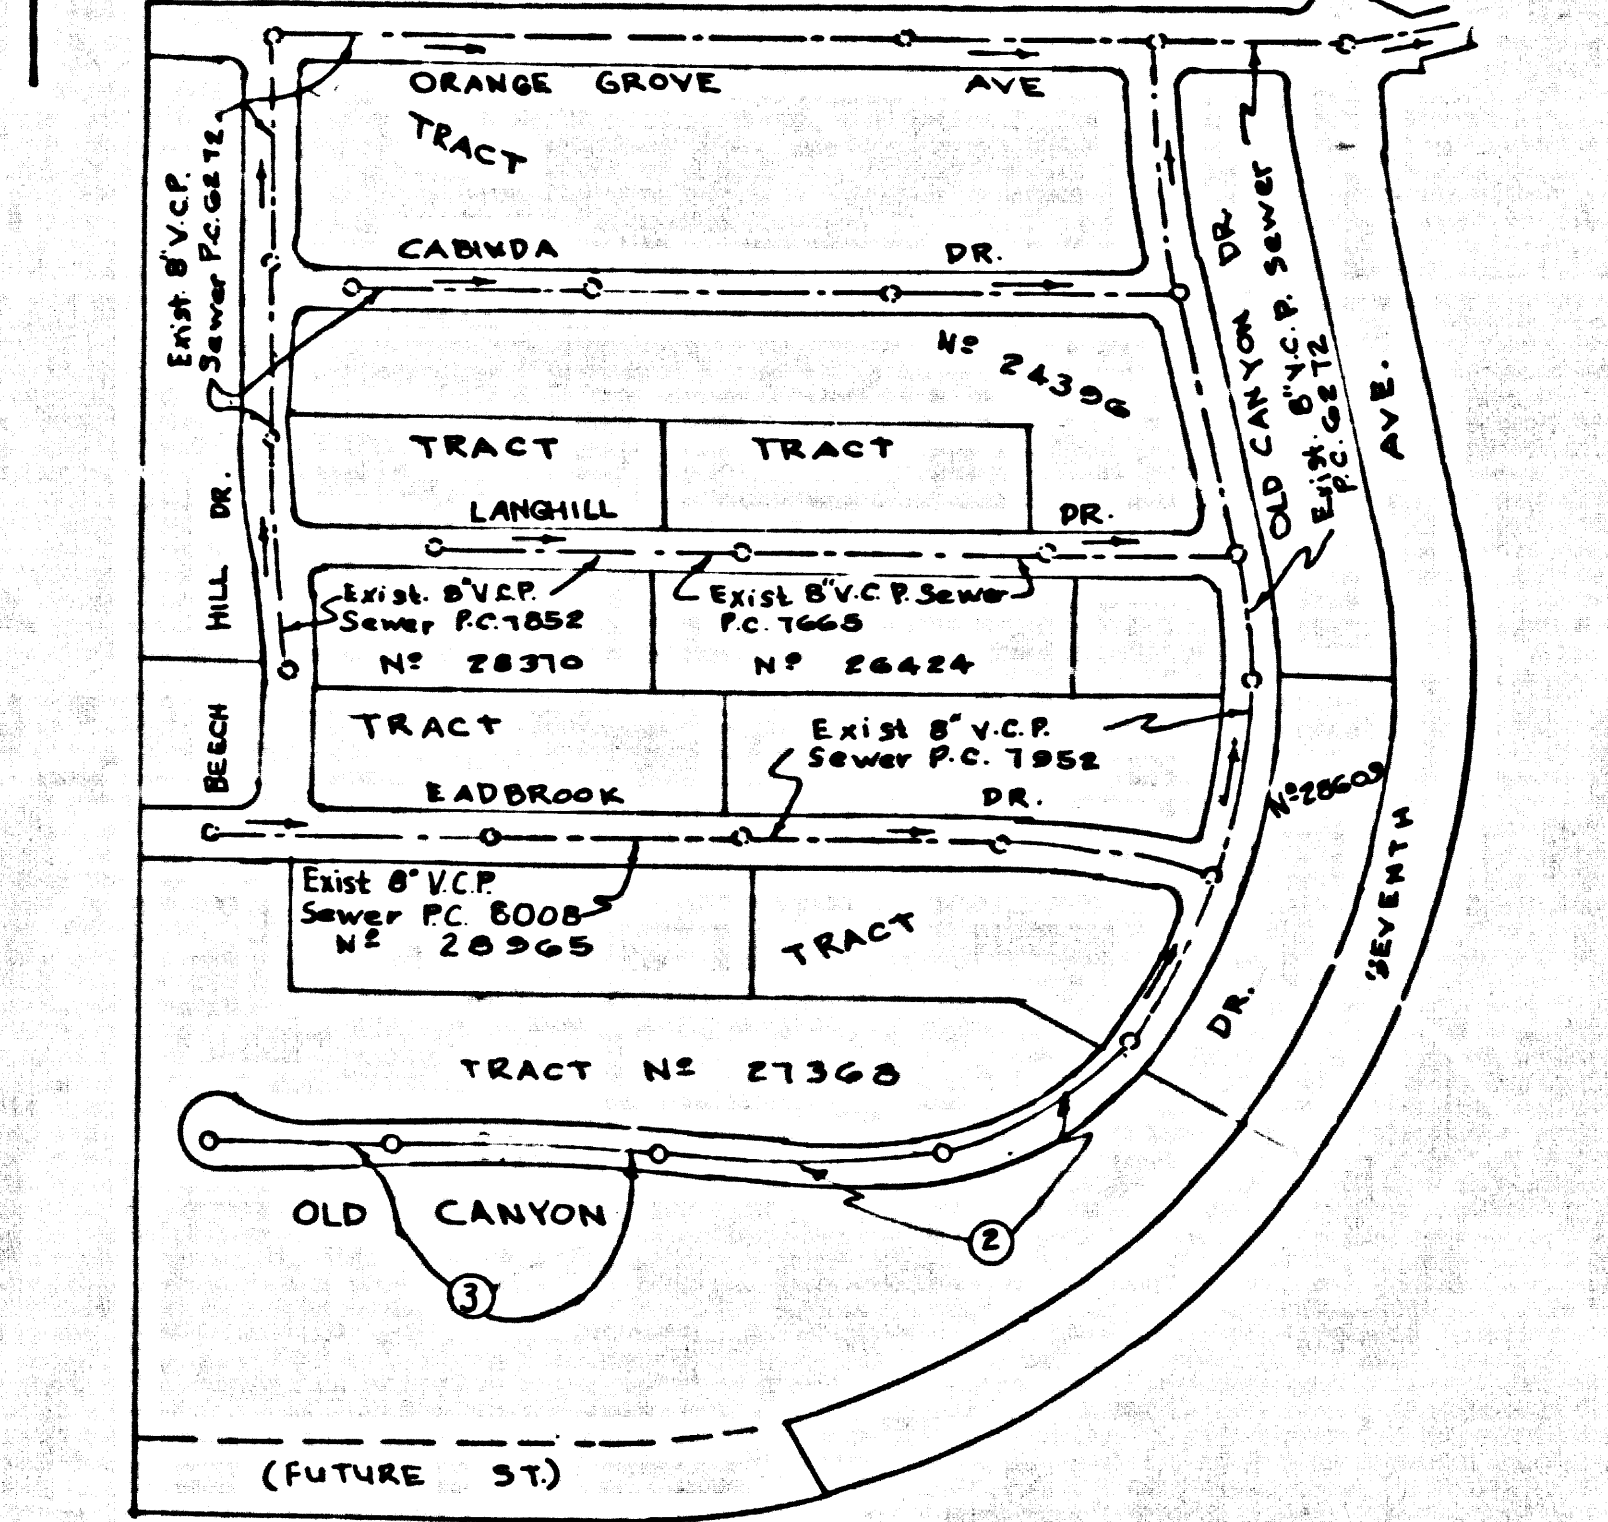 ORANGE GROVE AVE
TRACT
Exist. 8" V.C.P.
Sewer P.C. 6272
CABINDA DR.
Nº 24396
OLD CANYON DR.
DR
Exist. 8" V.C.P. Sewer
P.C. 6272
SEVENTH AVE.
TRACT TRACT
LANGHILL DR.
Exist. 8" V.C.P.
Sewer P.C. 7852
Nº 28370
Exist 8" V.C.P. Sewer
P.C. 7665
Nº 26424
BEECH HILL DR.
TRACT
Exist 8" V.C.P.
Sewer P.C. 7952
EADBROOK DR.
Nº 28609
Exist 8" V.C.P.
Sewer P.C. 8008
Nº 28965
TRACT
DR.
TRACT Nº 27368
OLD CANYON
2
3
(FUTURE ST.)